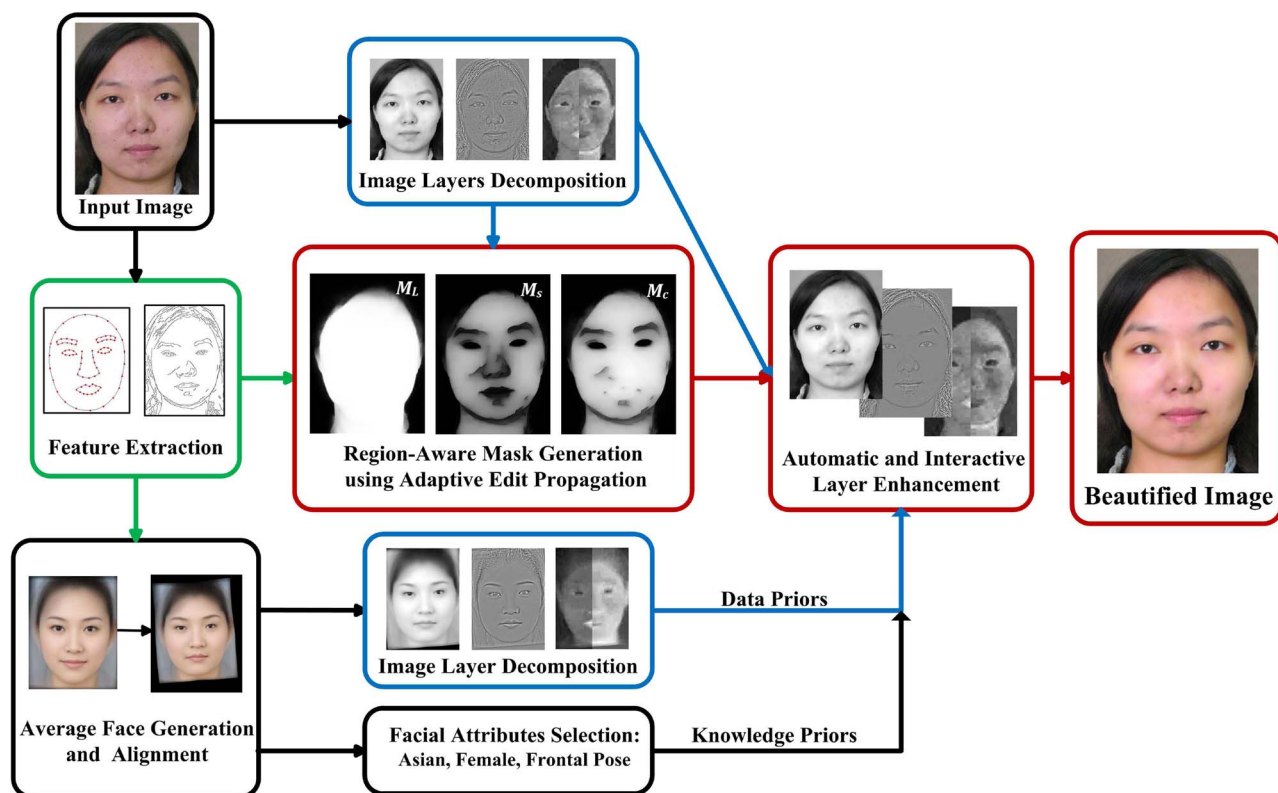 Input Image
Image Layers Decomposition
Feature Extraction
M_L
M_s
M_c
Region-Aware Mask Generation
using Adaptive Edit Propagation
Automatic and Interactive
Layer Enhancement
Beautified Image
Average Face Generation
and Alignment
Image Layer Decomposition
Data Priors
Facial Attributes Selection:
Asian, Female, Frontal Pose
Knowledge Priors